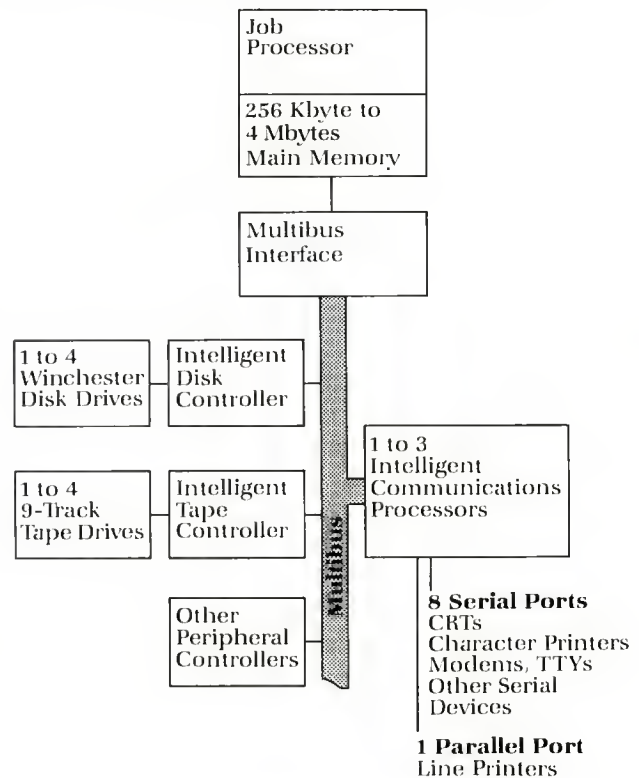 Job
Processor
256 Kbyte to
4 Mbytes
Main Memory
Multibus
Interface
1 to 4
Winchester
Disk Drives
Intelligent
Disk
Controller
1 to 4
9-Track
Tape Drives
Intelligent
Tape
Controller
Other
Peripheral
Controllers
Multibus
1 to 3
Intelligent
Communications
Processors
8 Serial Ports
CRTs
Character Printers
Modems, TTYs
Other Serial
Devices
1 Parallel Port
Line Printers